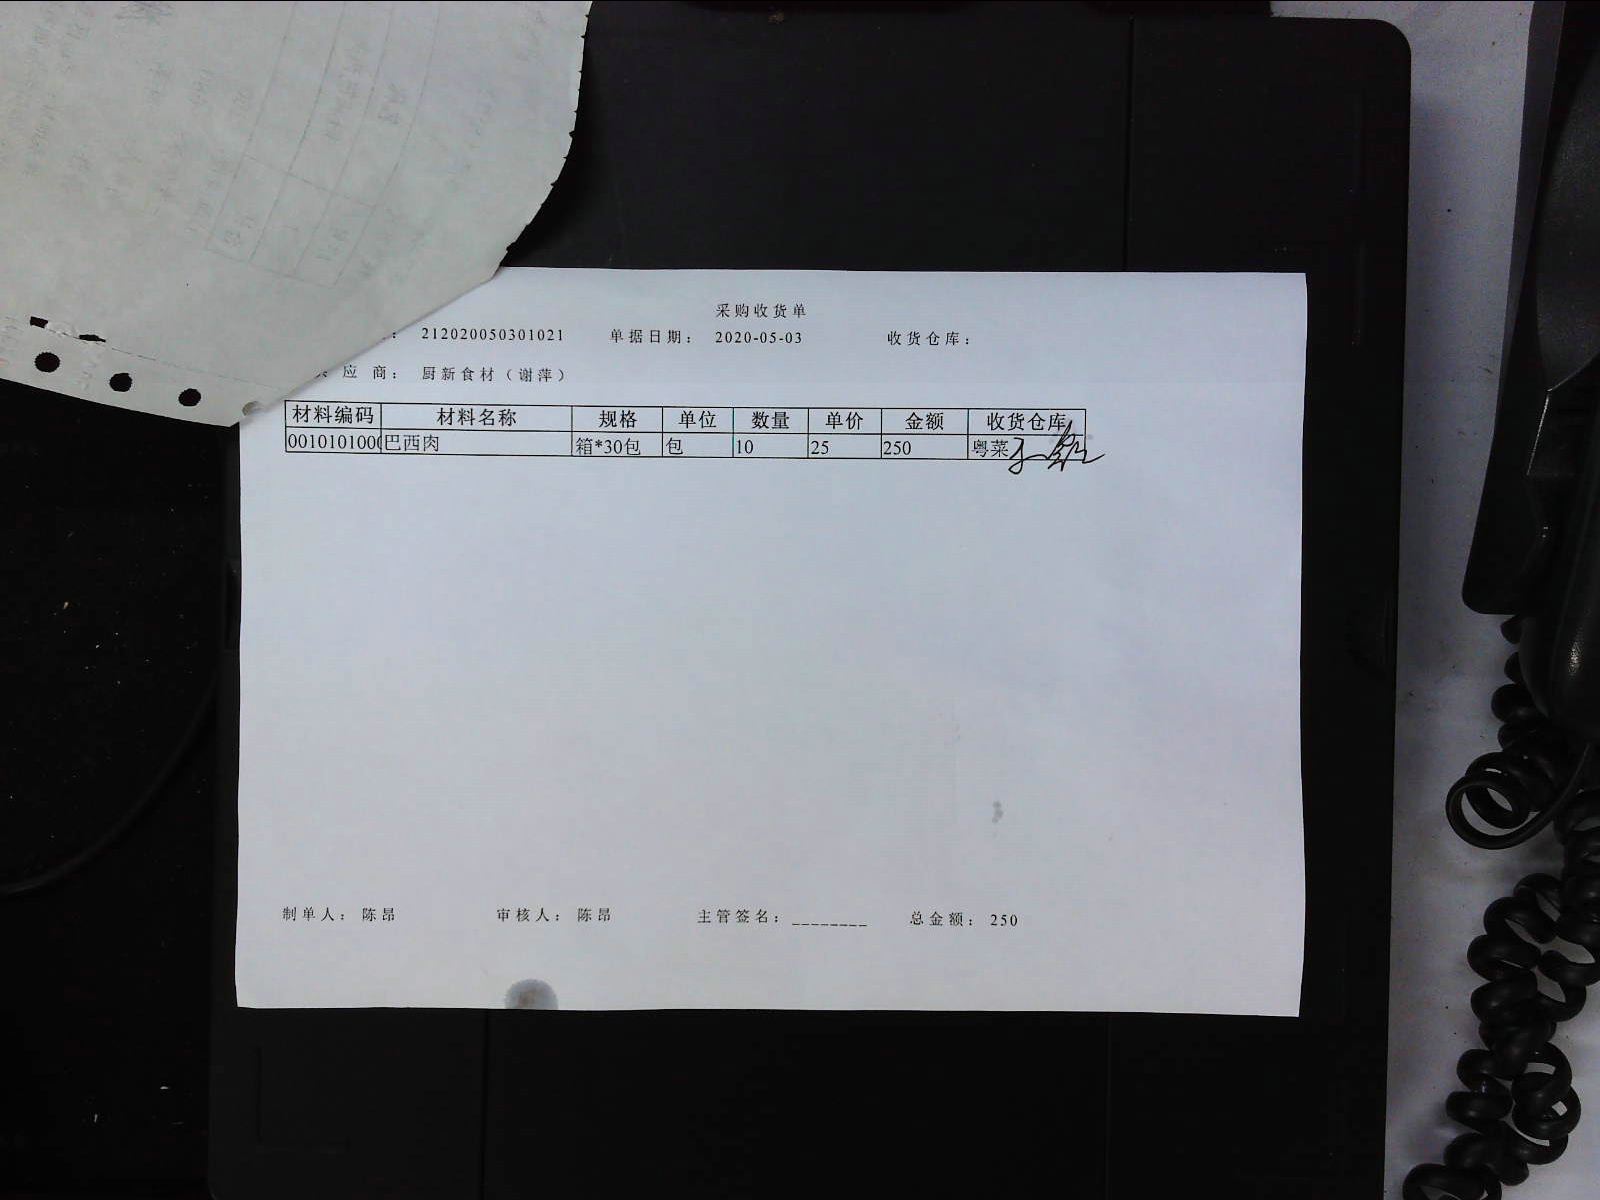 采购收货单
: 212020050301021 单据日期: 2020-05-03 收货仓库:
应 商: 厨新食材(谢萍)
材料编码 材料名称 规格 单位 数量 单价 金额 收货仓库
0010101000 巴西肉 箱*30包 包 10 25 250 粤菜
制单人: 陈昂 审核人: 陈昂 主管签名: ________ 总金额: 250